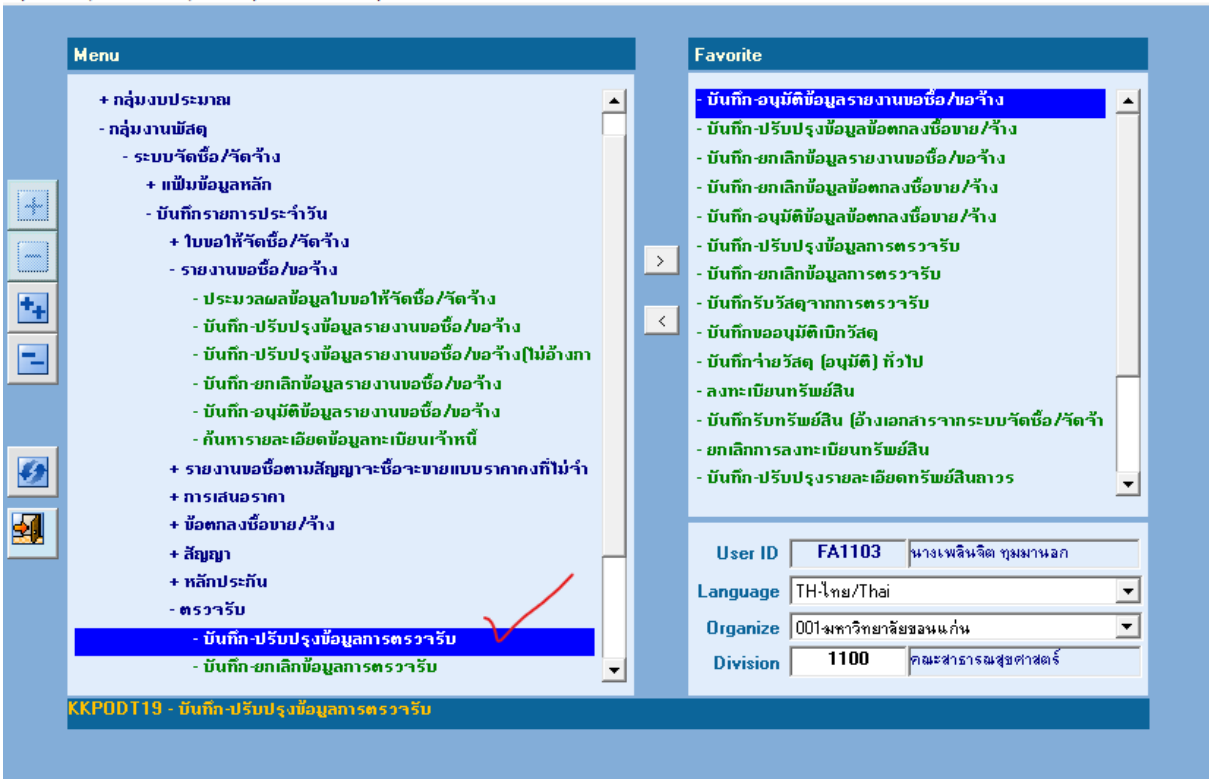 Menu
+ กลุ่มงบประมาณ
- กลุ่มงานพัสดุ
- ระบบจัดซื้อ/จัดจ้าง
+ แฟ้มข้อมูลหลัก
- บันทึกรายการประจำวัน
+ ใบขอให้จัดซื้อ/จัดจ้าง
- รายงานขอซื้อ/ขอจ้าง
- ประมวลผลข้อมูลใบขอให้จัดซื้อ/จัดจ้าง
- บันทึก-ปรับปรุงข้อมูลรายงานขอซื้อ/ขอจ้าง
- บันทึก-ปรับปรุงข้อมูลรายงานขอซื้อ/ขอจ้าง(ไม่อ้างกา
- บันทึก-ยกเลิกข้อมูลรายงานขอซื้อ/ขอจ้าง
- บันทึก-อนุมัติข้อมูลรายงานขอซื้อ/ขอจ้าง
- ค้นหารายละเอียดข้อมูลทะเบียนเจ้าหนี้
+ รายงานขอซื้อตามสัญญาจะซื้อจะขายแบบราคาคงที่ไม่จำ
+ การเสนอราคา
+ ข้อตกลงซื้อขาย/จ้าง
+ สัญญา
+ หลักประกัน
- ตรวจรับ
- บันทึก-ปรับปรุงข้อมูลการตรวจรับ
- บันทึก-ยกเลิกข้อมูลการตรวจรับ
Favorite
- บันทึก-อนุมัติข้อมูลรายงานขอซื้อ/ขอจ้าง
- บันทึก-ปรับปรุงข้อมูลข้อตกลงซื้อขาย/จ้าง
- บันทึก-ยกเลิกข้อมูลรายงานขอซื้อ/ขอจ้าง
- บันทึก-ยกเลิกข้อมูลข้อตกลงซื้อขาย/จ้าง
- บันทึก-อนุมัติข้อมูลข้อตกลงซื้อขาย/จ้าง
- บันทึก-ปรับปรุงข้อมูลการตรวจรับ
- บันทึก-ยกเลิกข้อมูลการตรวจรับ
- บันทึกรับวัสดุจากการตรวจรับ
- บันทึกขออนุมัติเบิกวัสดุ
- บันทึกจ่ายวัสดุ (อนุมัติ) ทั่วไป
- ลงทะเบียนทรัพย์สิน
- บันทึกรับทรัพย์สิน (อ้างเอกสารจากระบบจัดซื้อ/จัดจ้า
- ยกเลิกการลงทะเบียนทรัพย์สิน
- บันทึก-ปรับปรุงรายละเอียดทรัพย์สินถาวร
User ID FA1103 นางเพลินจิต ทุมมานอก
Language TH-ไทย/Thai
Organize 001-มหาวิทยาลัยขอนแก่น
Division 1100 คณะสาธารณสุขศาสตร์
KKPODT19 - บันทึก-ปรับปรุงข้อมูลการตรวจรับ